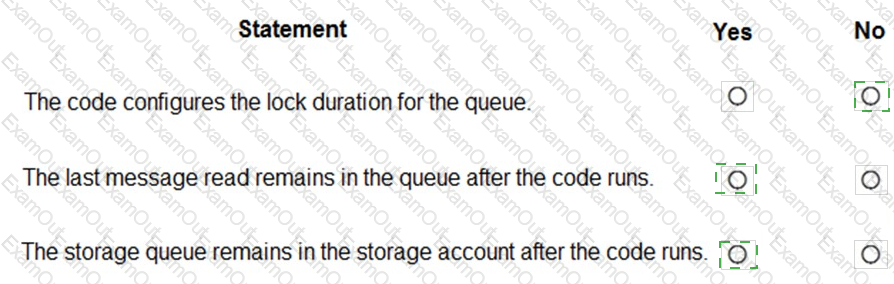 Statement Yes No
The code configures the lock duration for the queue.
The last message read remains in the queue after the code runs.
The storage queue remains in the storage account after the code runs.